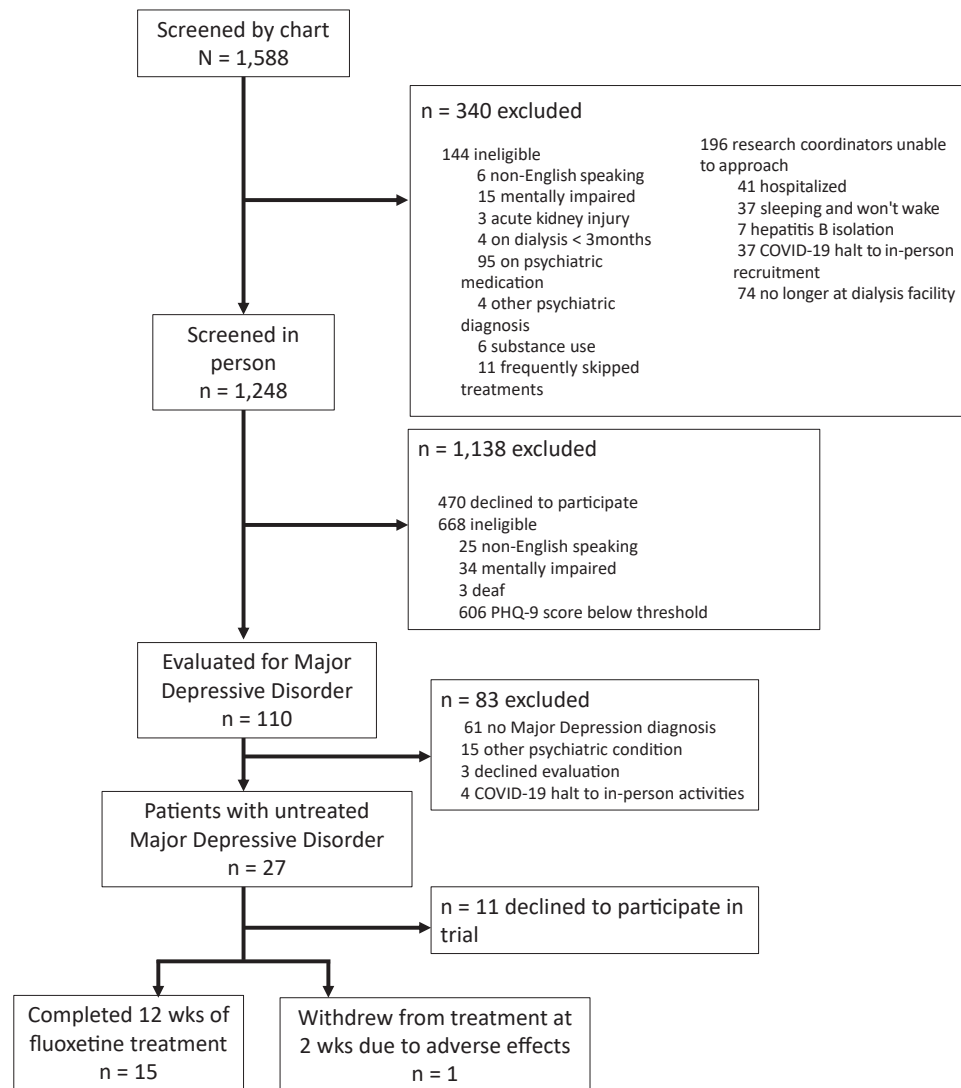 Screened by chart
N = 1,588
n = 340 excluded
144 ineligible
6 non-English speaking
15 mentally impaired
3 acute kidney injury
4 on dialysis < 3months
95 on psychiatric
medication
4 other psychiatric
diagnosis
6 substance use
11 frequently skipped
treatments
196 research coordinators unable
to approach
41 hospitalized
37 sleeping and won't wake
7 hepatitis B isolation
37 COVID-19 halt to in-person
recruitment
74 no longer at dialysis facility
Screened in
person
n = 1,248
n = 1,138 excluded
470 declined to participate
668 ineligible
25 non-English speaking
34 mentally impaired
3 deaf
606 PHQ-9 score below threshold
Evaluated for Major
Depressive Disorder
n = 110
n = 83 excluded
61 no Major Depression diagnosis
15 other psychiatric condition
3 declined evaluation
4 COVID-19 halt to in-person activities
Patients with untreated
Major Depressive Disorder
n = 27
n = 11 declined to participate in
trial
Completed 12 wks of
fluoxetine treatment
n = 15
Withdrew from treatment at
2 wks due to adverse effects
n = 1